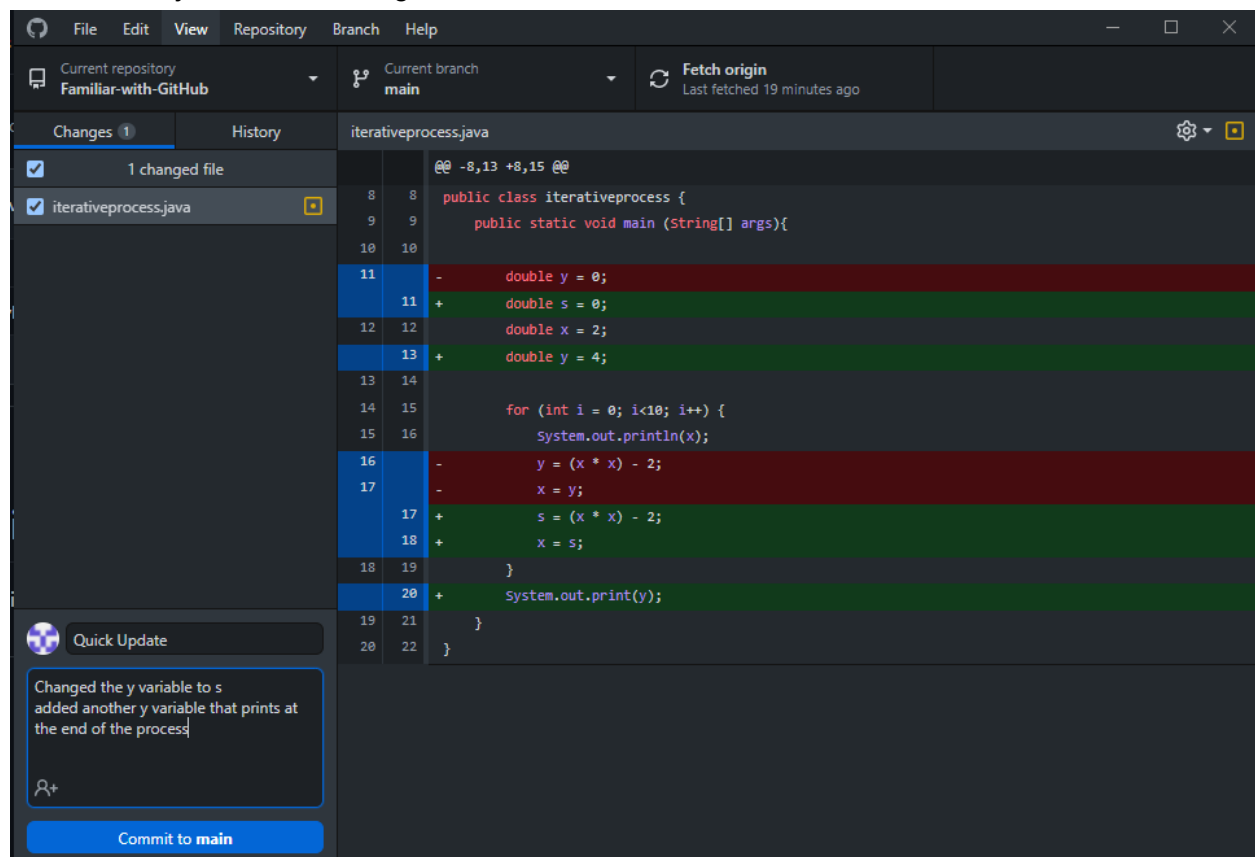 File Edit View Repository Branch Help
Current repository
Familiar-with-GitHub
Current branch
main
Fetch origin
Last fetched 19 minutes ago
Changes 1
History
1 changed file
iterativeprocess.java
iterativeprocess.java
@@ -8,13 +8,15 @@
8 8 public class iterativeprocess {
9 9 public static void main (String[] args){
10 10
11 - double y = 0;
11 + double s = 0;
12 12 double x = 2;
13 + double y = 4;
13 14
14 15 for (int i = 0; i<10; i++) {
15 16 System.out.println(x);
16 - y = (x * x) - 2;
17 - x = y;
17 + s = (x * x) - 2;
18 + x = s;
18 19 }
20 + System.out.print(y);
19 21 }
20 22 }
Quick Update
Changed the y variable to s
added another y variable that prints at
the end of the process
Commit to main